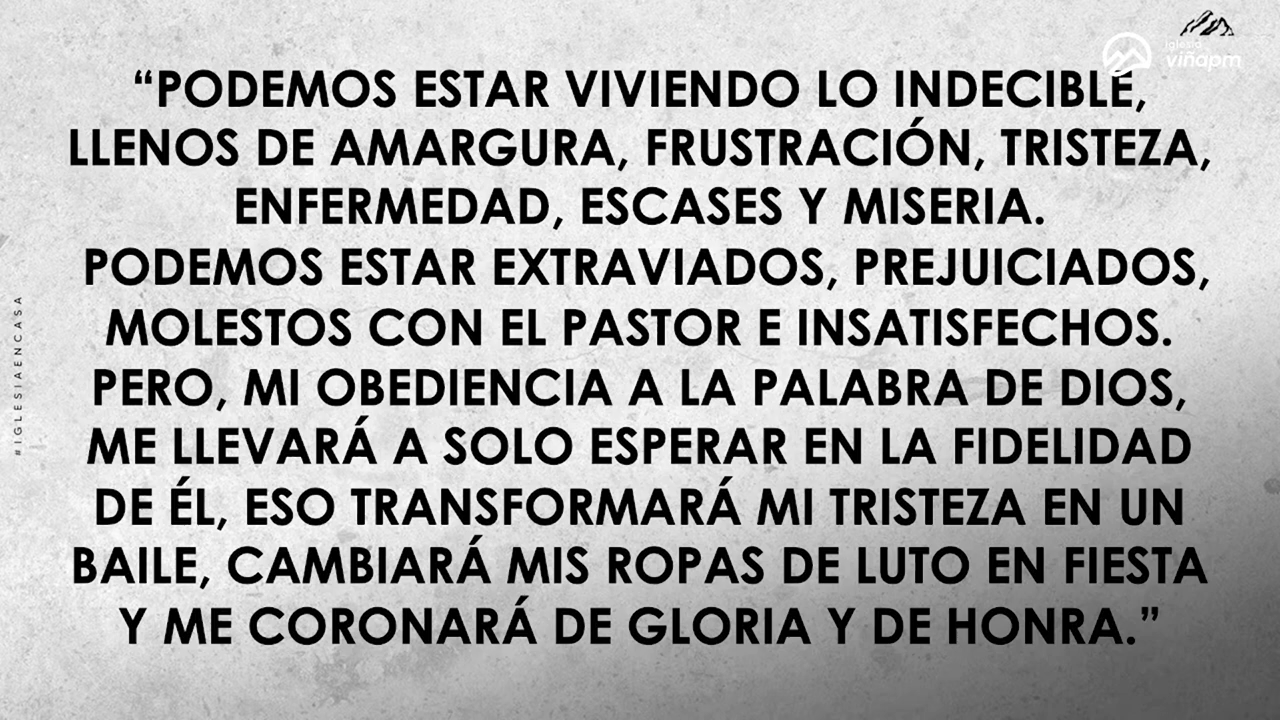 iglesia
viñapm
“PODEMOS ESTAR VIVIENDO LO INDECIBLE,
LLENOS DE AMARGURA, FRUSTRACIÓN, TRISTEZA,
ENFERMEDAD, ESCASES Y MISERIA.
PODEMOS ESTAR EXTRAVIADOS, PREJUICIADOS,
MOLESTOS CON EL PASTOR E INSATISFECHOS.
PERO, MI OBEDIENCIA A LA PALABRA DE DIOS,
ME LLEVARÁ A SOLO ESPERAR EN LA FIDELIDAD
DE ÉL, ESO TRANSFORMARÁ MI TRISTEZA EN UN
BAILE, CAMBIARÁ MIS ROPAS DE LUTO EN FIESTA
Y ME CORONARÁ DE GLORIA Y DE HONRA.”
#IGLESIAENCASA